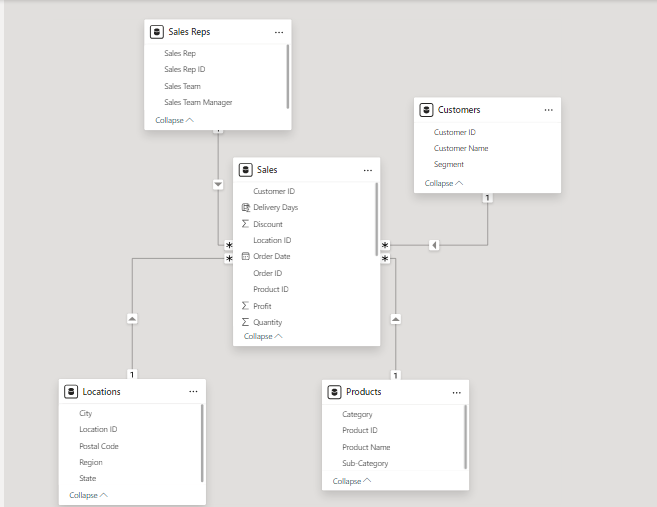 Sales Reps
Sales Rep
Sales Rep ID
Sales Team
Sales Team Manager
Collapse
Customers
Customer ID
Customer Name
Segment
Collapse
1
1
Sales
Customer ID
Delivery Days
Discount
Location ID
Order Date
Order ID
Product ID
Profit
Quantity
Collapse
*
*
*
*
1
1
Locations
City
Location ID
Postal Code
Region
State
Collapse
Products
Category
Product ID
Product Name
Sub-Category
Collapse